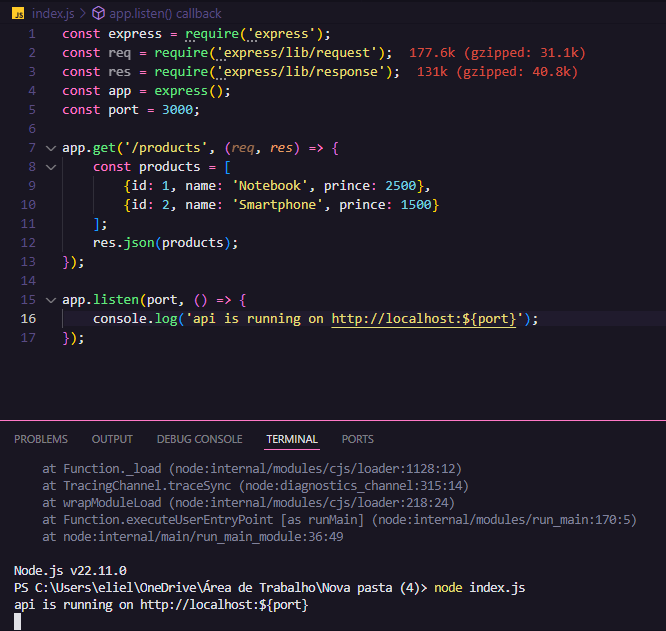 JS index.js > app.listen() callback
1 const express = require('express');
2 const req = require('express/lib/request'); 177.6k (gzipped: 31.1k)
3 const res = require('express/lib/response'); 131k (gzipped: 40.8k)
4 const app = express();
5 const port = 3000;
6
7 app.get('/products', (req, res) => {
8 const products = [
9 {id: 1, name: 'Notebook', prince: 2500},
10 {id: 2, name: 'Smartphone', prince: 1500}
11 ];
12 res.json(products);
13 });
14
15 app.listen(port, () => {
16 console.log('api is running on http://localhost:${port}');
17 });
PROBLEMS OUTPUT DEBUG CONSOLE TERMINAL PORTS
at Function._load (node:internal/modules/cjs/loader:1128:12)
at TracingChannel.traceSync (node:diagnostics_channel:315:14)
at wrapModuleLoad (node:internal/modules/cjs/loader:218:24)
at Function.executeUserEntryPoint [as runMain] (node:internal/modules/run_main:170:5)
at node:internal/main/run_main_module:36:49
Node.js v22.11.0
PS C:\Users\eliel\OneDrive\Área de Trabalho\Nova pasta (4)> node index.js
api is running on http://localhost:${port}